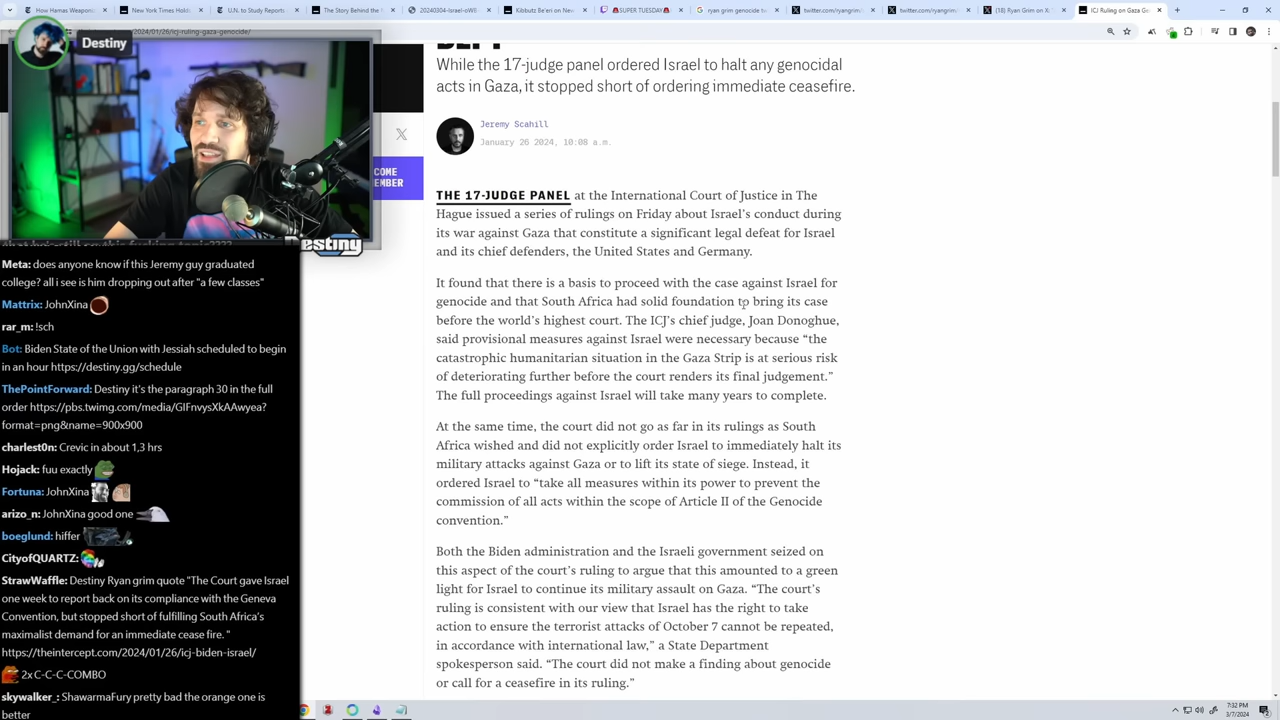 How Hamas Weaponi
New York Times Holds
U.N. to Study Reports
The Story Behind the
20240304-Israel-oWB
Kibbutz Be'eri on New
SUPER TUESDAY
ryan grim genocide
twitter.com/ryangrim
twitter.com/ryangrim
(18) Ryan Grim on X:
ICJ Ruling on Gaza Ge
/2024/01/26/icj-ruling-gaza-genocide/
Destiny
While the 17-judge panel ordered Israel to halt any genocidal
acts in Gaza, it stopped short of ordering immediate ceasefire.
Jeremy Scahill
January 26 2024, 10:08 a.m.
THE 17-JUDGE PANEL at the International Court of Justice in The
Hague issued a series of rulings on Friday about Israel's conduct during
its war against Gaza that constitute a significant legal defeat for Israel
and its chief defenders, the United States and Germany.
It found that there is a basis to proceed with the case against Israel for
genocide and that South Africa had solid foundation to bring its case
before the world's highest court. The ICJ's chief judge, Joan Donoghue,
said provisional measures against Israel were necessary because “the
catastrophic humanitarian situation in the Gaza Strip is at serious risk
of deteriorating further before the court renders its final judgement.”
The full proceedings against Israel will take many years to complete.
At the same time, the court did not go as far in its rulings as South
Africa wished and did not explicitly order Israel to immediately halt its
military attacks against Gaza or to lift its state of siege. Instead, it
ordered Israel to “take all measures within its power to prevent the
commission of all acts within the scope of Article II of the Genocide
convention.”
Both the Biden administration and the Israeli government seized on
this aspect of the court's ruling to argue that this amounted to a green
light for Israel to continue its military assault on Gaza. “The court's
ruling is consistent with our view that Israel has the right to take
action to ensure the terrorist attacks of October 7 cannot be repeated,
in accordance with international law,” a State Department
spokesperson said. “The court did not make a finding about genocide
or call for a ceasefire in its ruling.”
COME
MBER
Destiny
Meta: does anyone know if this Jeremy guy graduated
college? all i see is him dropping out after "a few classes"
Mattrix: JohnXina
rar_m: !sch
Bot: Biden State of the Union with Jessiah scheduled to begin
in an hour https://destiny.gg/schedule
ThePointForward: Destiny it's the paragraph 30 in the full
order https://pbs.twimg.com/media/GIFnvysXkAAwyea?
format=png&name=900x900
charlest0n: Crevic in about 1,3 hrs
Hojack: fuu exactly
Fortuna: JohnXina
arizo_n: JohnXina good one
boeglund: hiffer
CityofQUARTZ:
StrawWaffle: Destiny Ryan grim quote "The Court gave Israel
one week to report back on its compliance with the Geneva
Convention, but stopped short of fulfilling South Africa's
maximalist demand for an immediate cease fire. "
https://theintercept.com/2024/01/26/icj-biden-israel/
2x C-C-C-COMBO
skywalker_: ShawarmaFury pretty bad the orange one is
better
7:32 PM
3/7/2024